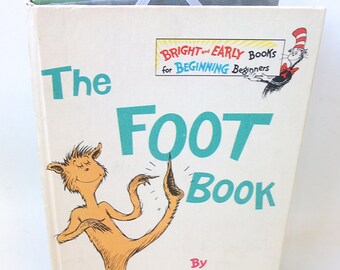 BRIGHT and EARLY Books
for BEGINNING Beginners
The
FOOT
BOOK
By